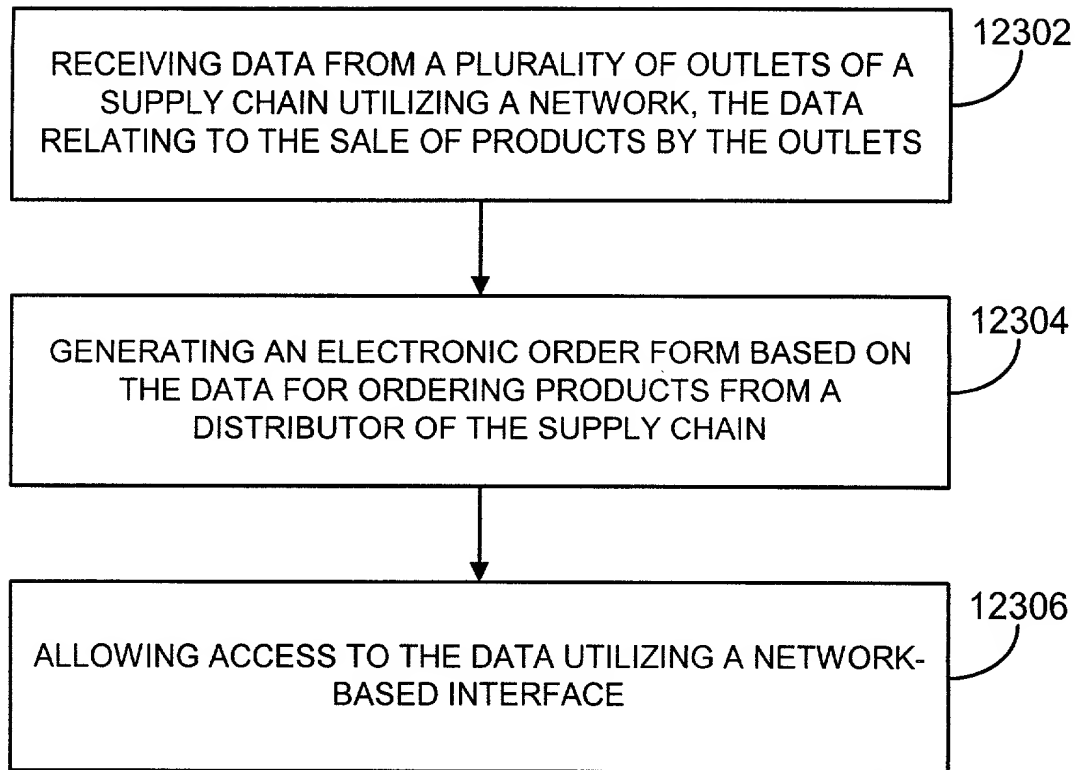 12302
RECEIVING DATA FROM A PLURALITY OF OUTLETS OF A
SUPPLY CHAIN UTILIZING A NETWORK, THE DATA
RELATING TO THE SALE OF PRODUCTS BY THE OUTLETS
12304
GENERATING AN ELECTRONIC ORDER FORM BASED ON
THE DATA FOR ORDERING PRODUCTS FROM A
DISTRIBUTOR OF THE SUPPLY CHAIN
12306
ALLOWING ACCESS TO THE DATA UTILIZING A NETWORK-
BASED INTERFACE